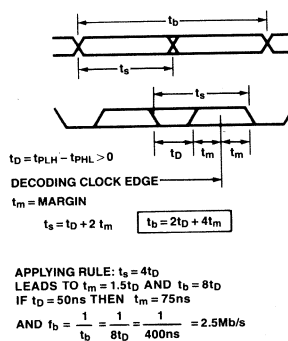 tb
ts
ts
tD tm tm
tD = tPLH – tPHL > 0
DECODING CLOCK EDGE
tm = MARGIN
ts = tD + 2 tm tb = 2tD + 4tm
APPLYING RULE: ts = 4tD
LEADS TO tm = 1.5tD AND tb = 8tD
IF tD = 50ns THEN tm = 75ns
AND fb = 1/tb = 1/8tD = 1/400ns = 2.5Mb/s